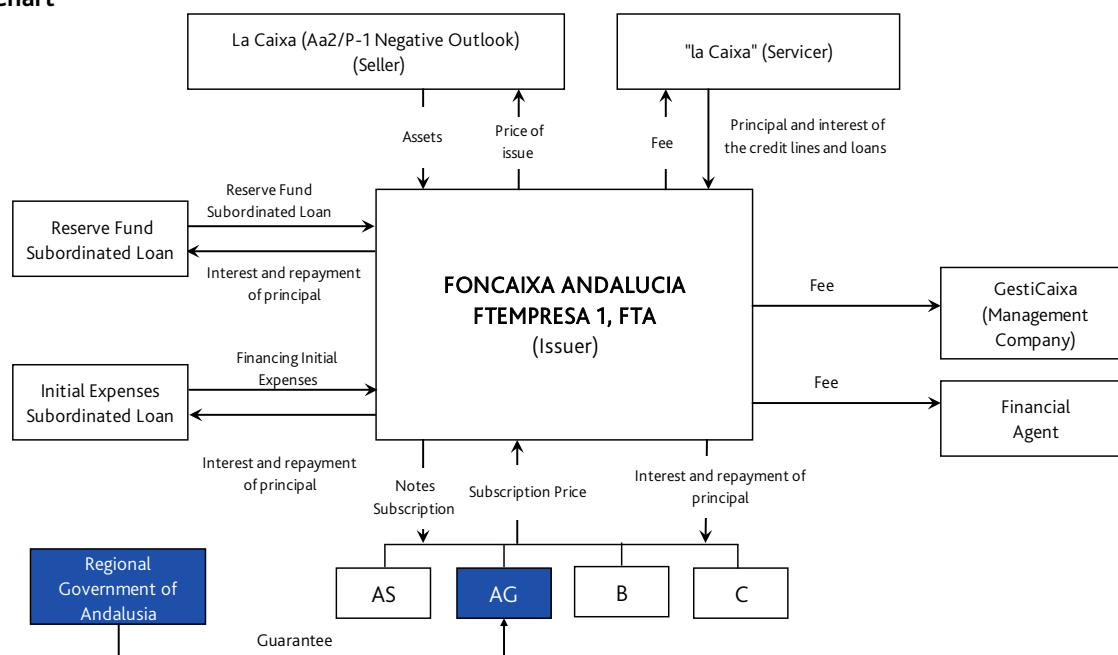 chart
La Caixa (Aa2/P-1 Negative Outlook)
(Seller)
"la Caixa" (Servicer)
Assets
Price of
issue
Fee
Principal and interest of
the credit lines and loans
Reserve Fund
Subordinated Loan
Reserve Fund
Subordinated Loan
Interest and repayment
of principal
FONCAIXA ANDALUCIA
FTEMPRESA 1, FTA
(Issuer)
Fee
GestiCaixa
(Management
Company)
Financing Initial
Expenses
Initial Expenses
Subordinated Loan
Fee
Financial
Agent
Interest and repayment
of principal
Notes
Subscription
Subscription Price
Interest and repayment of
principal
Regional
Government of
Andalusia
AS
AG
B
C
Guarantee